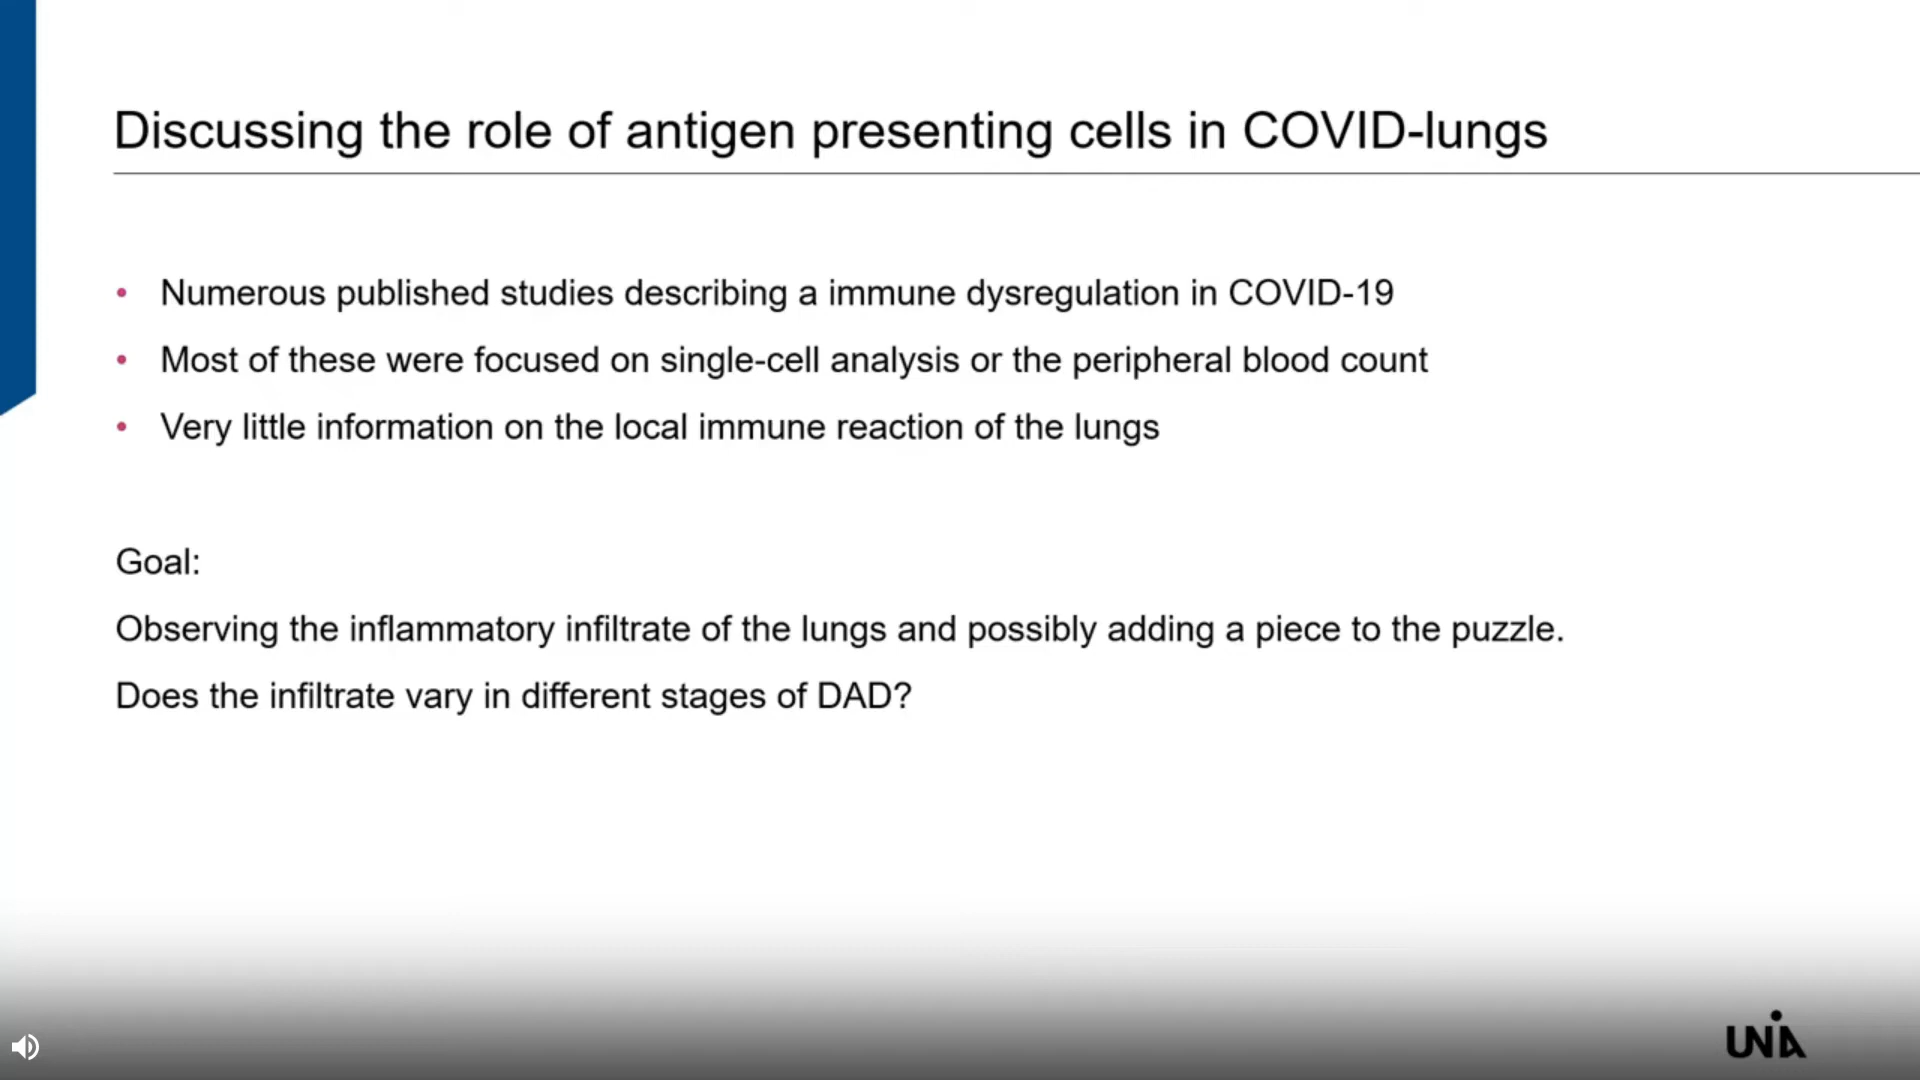 Discussing the role of antigen presenting cells in COVID-lungs
• Numerous published studies describing a immune dysregulation in COVID-19
• Most of these were focused on single-cell analysis or the peripheral blood count
• Very little information on the local immune reaction of the lungs
Goal:
Observing the inflammatory infiltrate of the lungs and possibly adding a piece to the puzzle.
Does the infiltrate vary in different stages of DAD?
UNIA